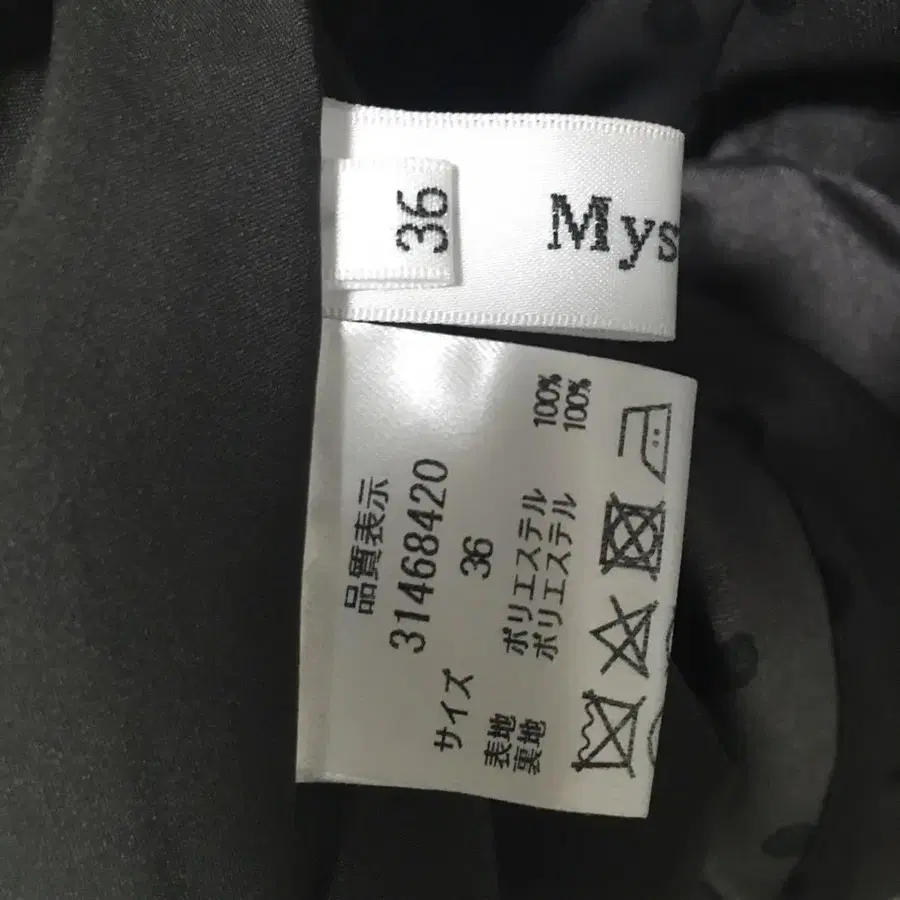 36
Mys
品質表示
31468420
サイズ 36
表地 ポリエステル 100%
裏地 ポリエステル 100%